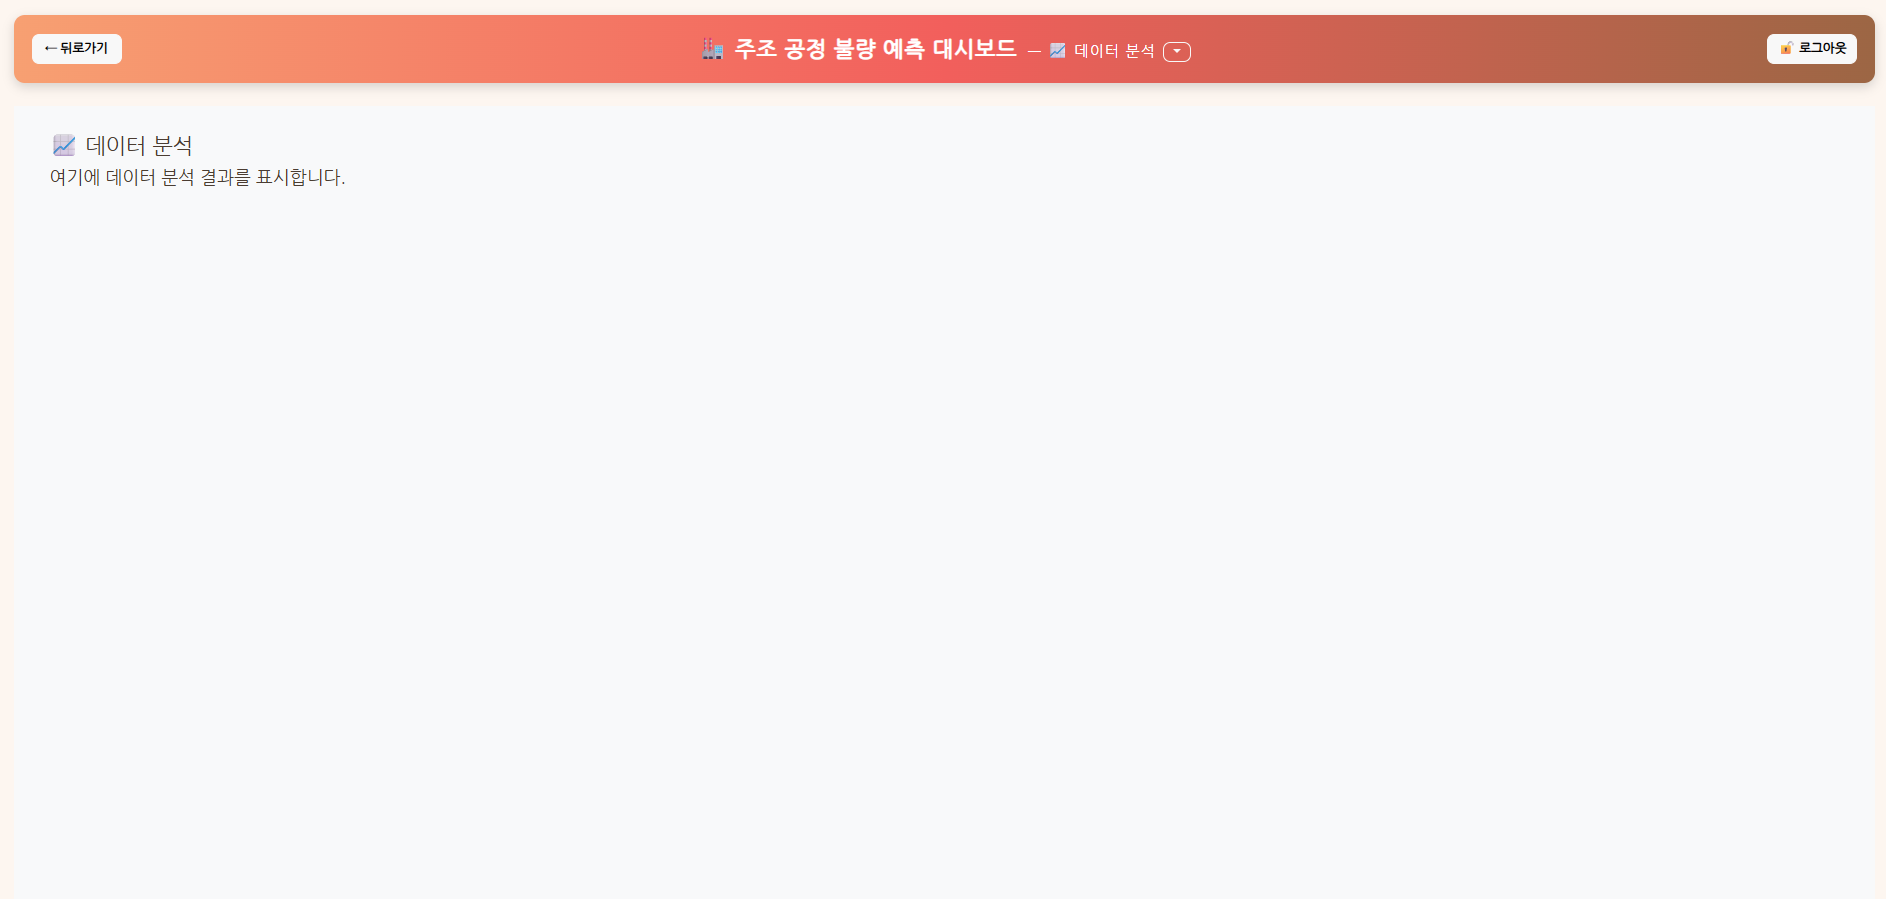 ← 뒤로가기
주조 공정 불량 예측 대시보드 — 데이터 분석
로그아웃
데이터 분석
여기에 데이터 분석 결과를 표시합니다.